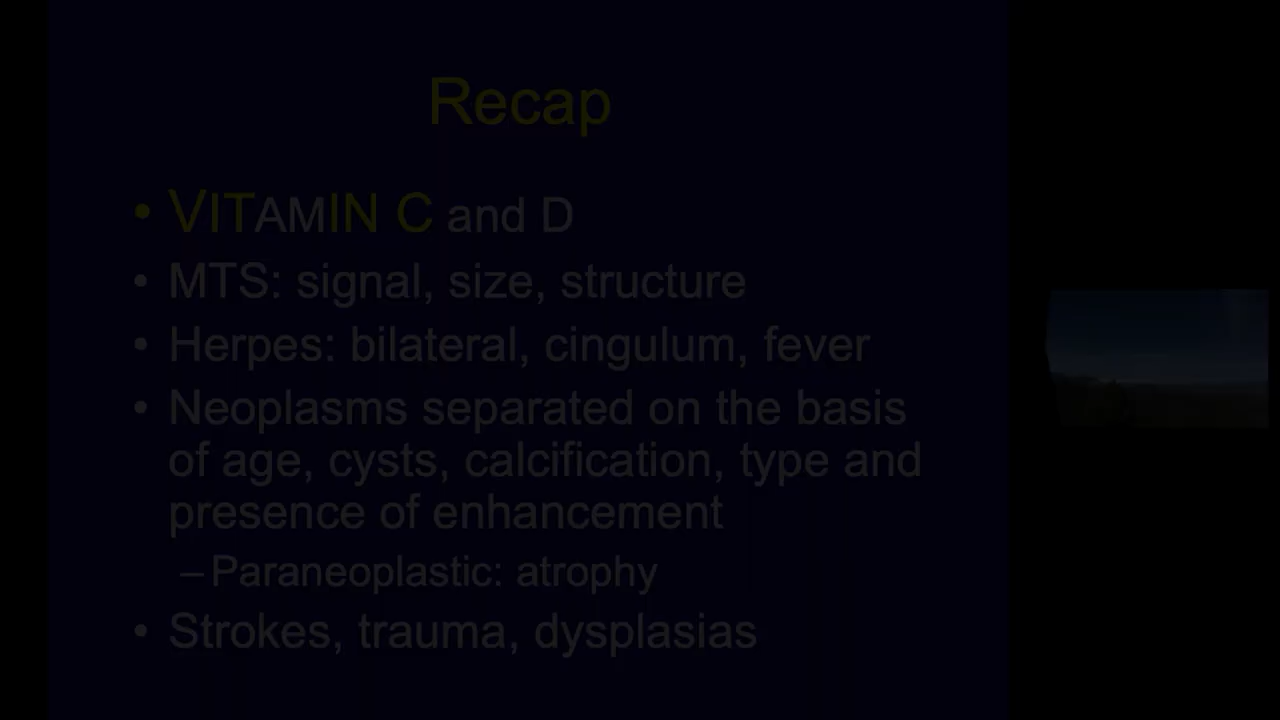 Recap
• VITAMIN C and D
• MTS: signal, size, structure
• Herpes: bilateral, cingulum, fever
• Neoplasms separated on the basis
of age, cysts, calcification, type and
presence of enhancement
– Paraneoplastic: atrophy
• Strokes, trauma, dysplasias